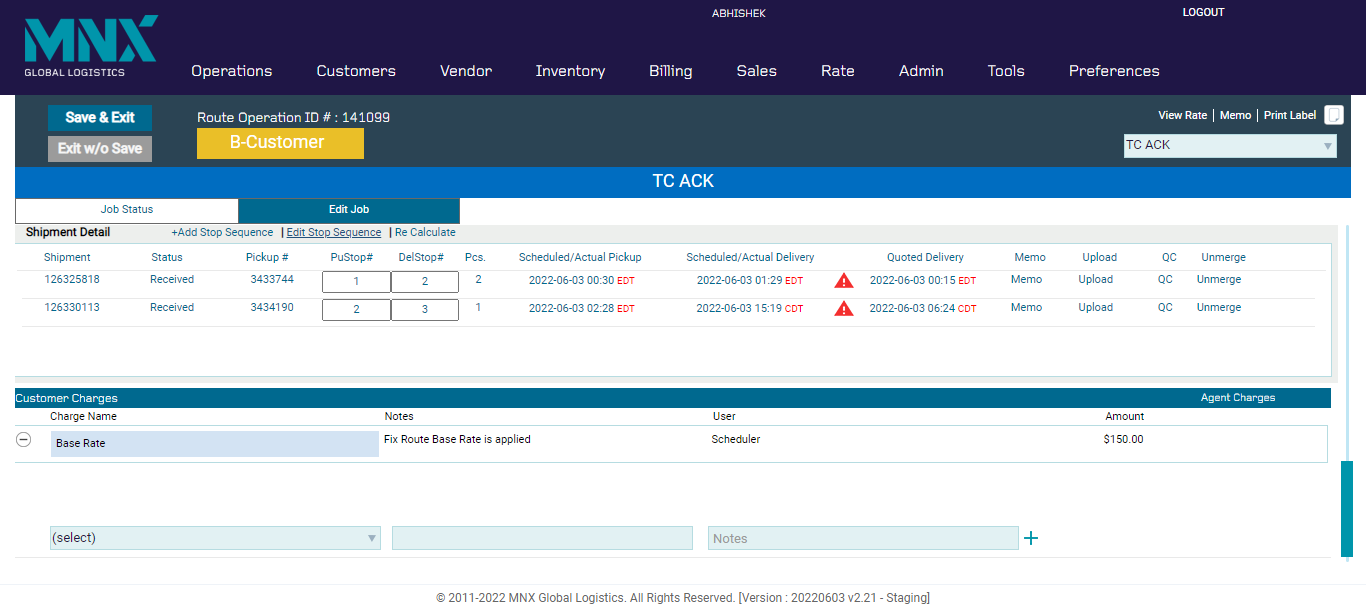 MNX
GLOBAL LOGISTICS
ABHISHEK
LOGOUT
Operations Customers Vendor Inventory Billing Sales Rate Admin Tools Preferences
Save & Exit
Exit w/o Save
Route Operation ID # : 141099
B-Customer
View Rate | Memo | Print Label
TC ACK
TC ACK
Job Status Edit Job
Shipment Detail +Add Stop Sequence | Edit Stop Sequence | Re Calculate
Shipment Status Pickup # PuStop# DelStop# Pcs. Scheduled/Actual Pickup Scheduled/Actual Delivery Quoted Delivery Memo Upload QC Unmerge
126325818 Received 3433744 1 2 2 2022-06-03 00:30 EDT 2022-06-03 01:29 EDT 2022-06-03 00:15 EDT Memo Upload QC Unmerge
126330113 Received 3434190 2 3 1 2022-06-03 02:28 EDT 2022-06-03 15:19 CDT 2022-06-03 06:24 CDT Memo Upload QC Unmerge
Customer Charges Agent Charges
Charge Name Notes User Amount
Base Rate Fix Route Base Rate is applied Scheduler $150.00
(select) Notes
© 2011-2022 MNX Global Logistics. All Rights Reserved. [Version : 20220603 v2.21 - Staging]